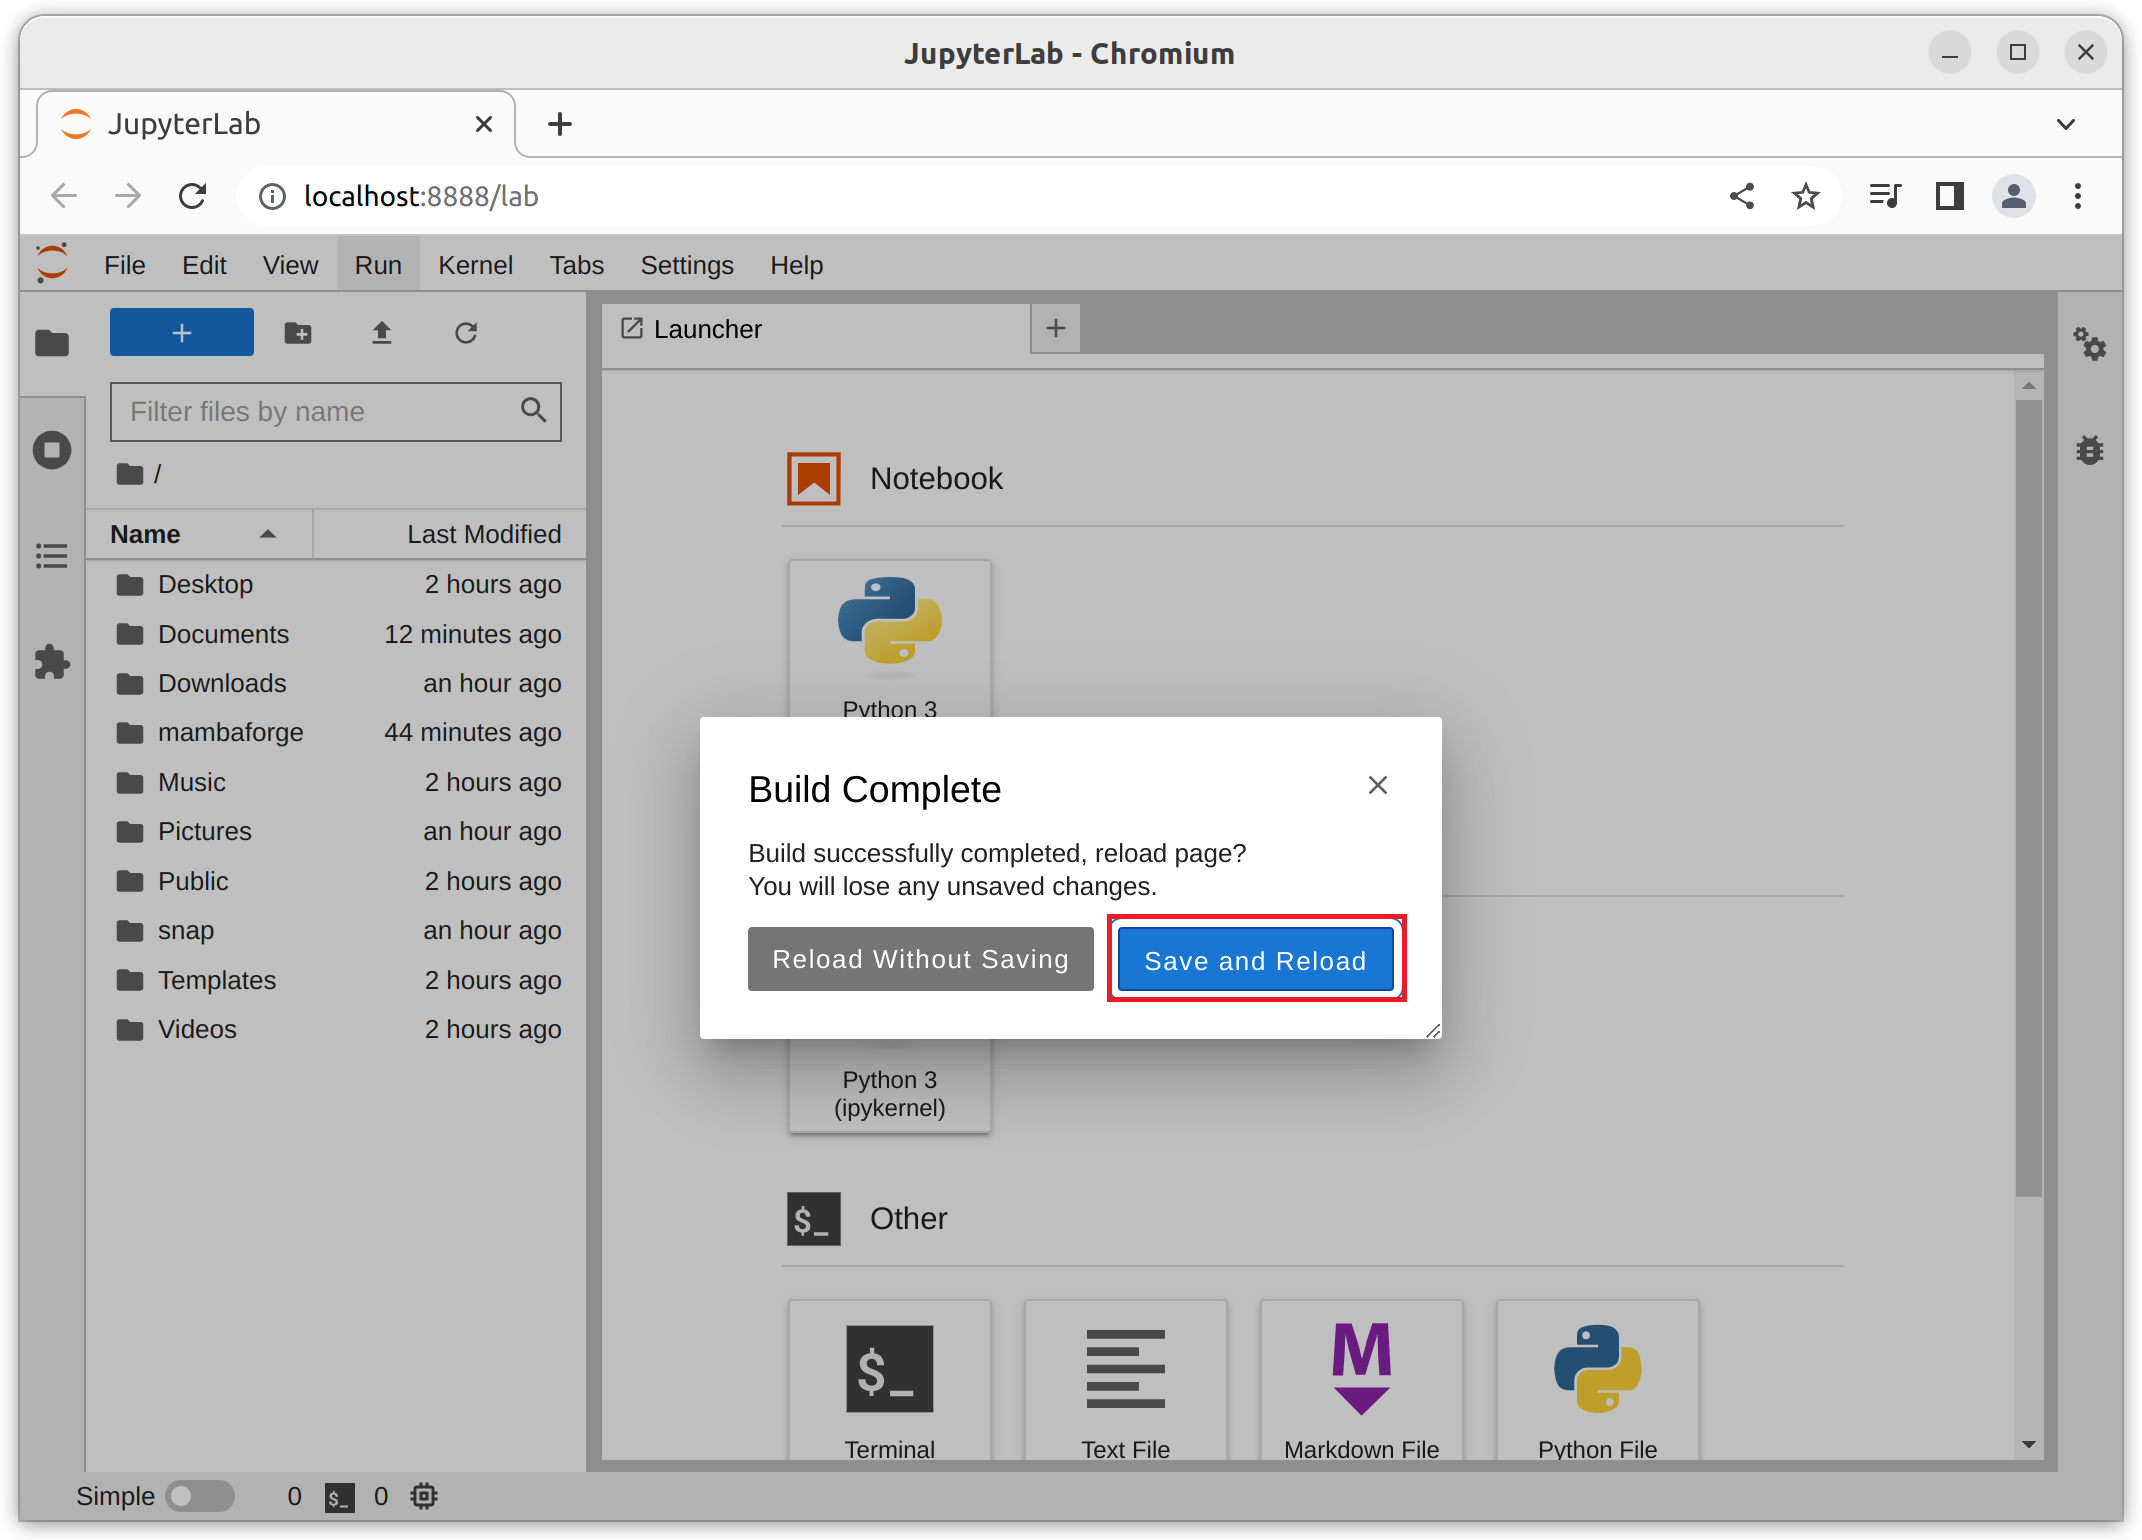 JupyterLab - Chromium
JupyterLab
localhost:8888/lab
File Edit View Run Kernel Tabs Settings Help
Launcher
Filter files by name
/
Name Last Modified
Desktop 2 hours ago
Documents 12 minutes ago
Downloads an hour ago
mambaforge 44 minutes ago
Music 2 hours ago
Pictures an hour ago
Public 2 hours ago
snap an hour ago
Templates 2 hours ago
Videos 2 hours ago
Notebook
Python 3
Build Complete
Build successfully completed, reload page?
You will lose any unsaved changes.
Reload Without Saving Save and Reload
Python 3
(ipykernel)
$_ Other
$_ M
Terminal Text File Markdown File Python File
Simple 0 $_ 0